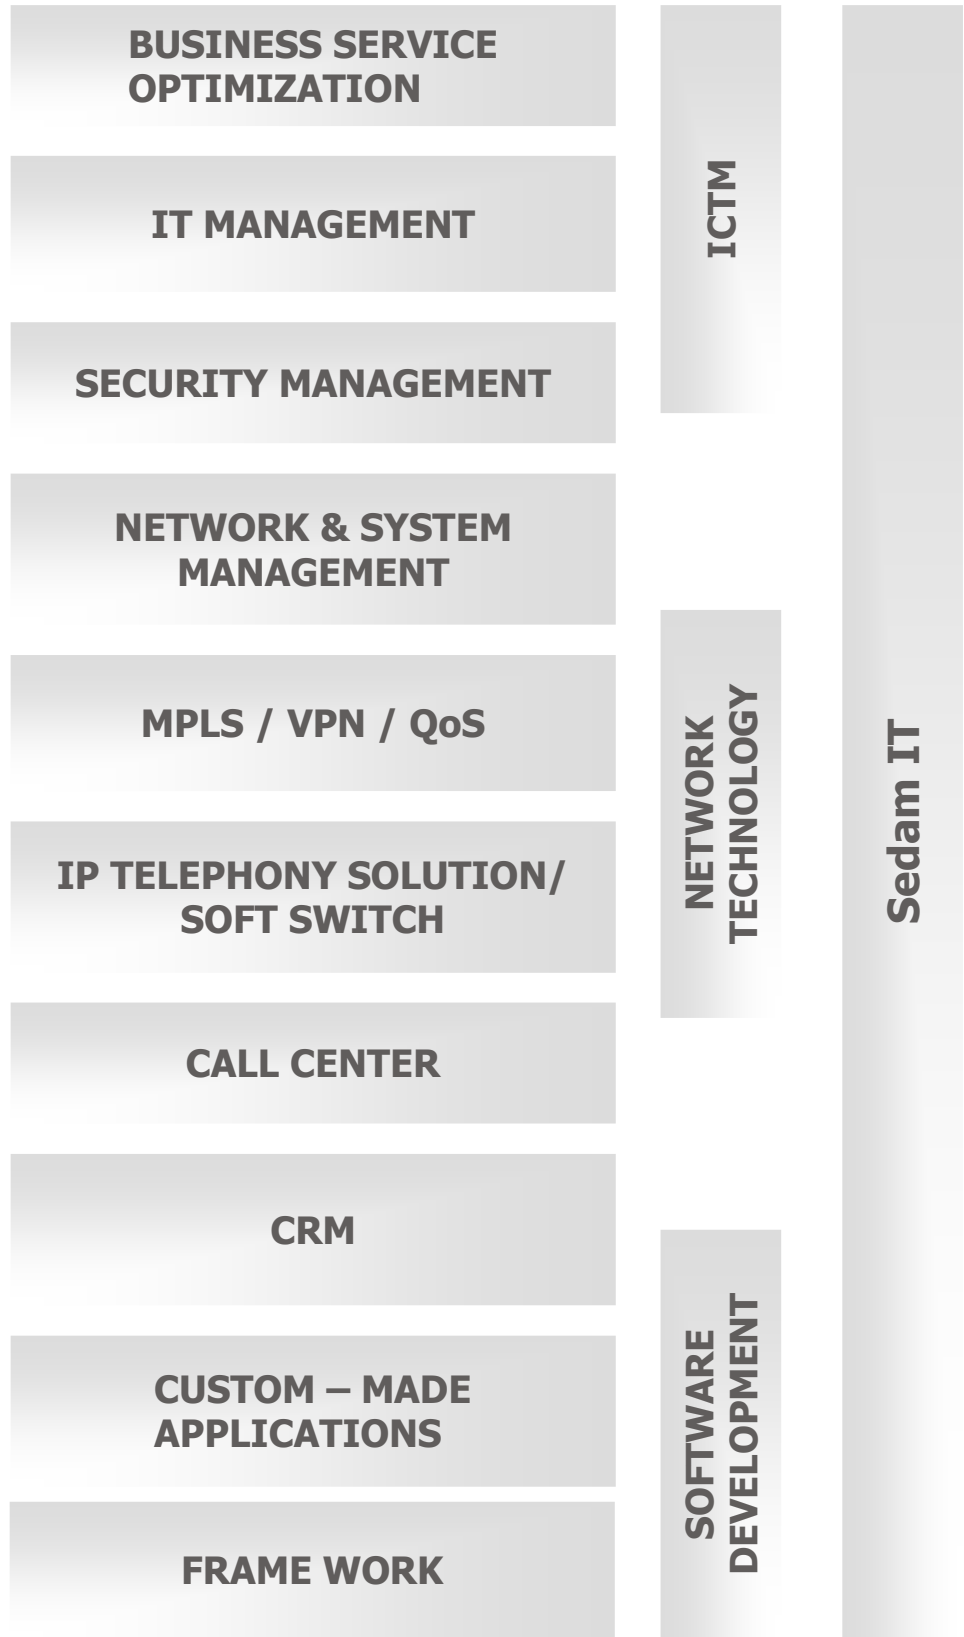 BUSINESS SERVICE
OPTIMIZATION
IT MANAGEMENT
SECURITY MANAGEMENT
NETWORK & SYSTEM
MANAGEMENT
MPLS / VPN / QoS
IP TELEPHONY SOLUTION/
SOFT SWITCH
CALL CENTER
CRM
CUSTOM – MADE
APPLICATIONS
FRAME WORK
ICTM
NETWORK
TECHNOLOGY
SOFTWARE
DEVELOPMENT
Sedam IT